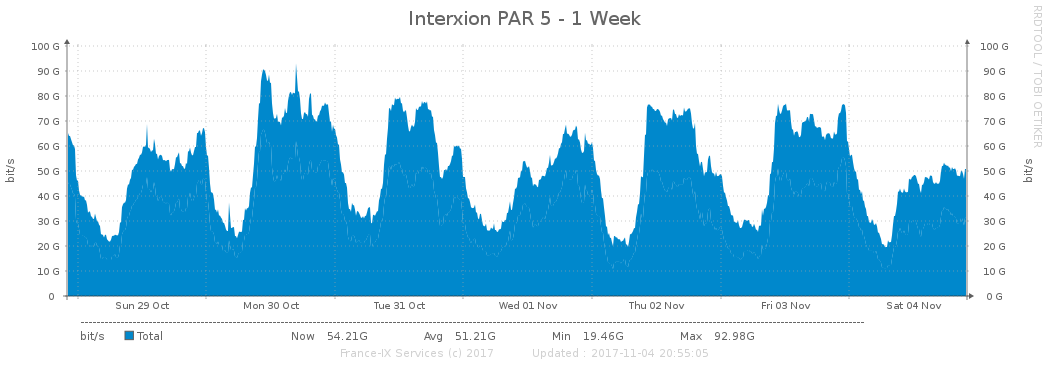 Interxion PAR 5 - 1 Week
RRDTOOL / TOBI OETIKER
bit/s
100 G
90 G
80 G
70 G
60 G
50 G
40 G
30 G
20 G
10 G
0
100 G
90 G
80 G
70 G
60 G
50 G
40 G
30 G
20 G
10 G
0 G
bit/s
Sun 29 Oct Mon 30 Oct Tue 31 Oct Wed 01 Nov Thu 02 Nov Fri 03 Nov Sat 04 Nov
bit/s Total Now 54.21G Avg 51.21G Min 19.46G Max 92.98G
France-IX Services (c) 2017 Updated : 2017-11-04 20:55:05